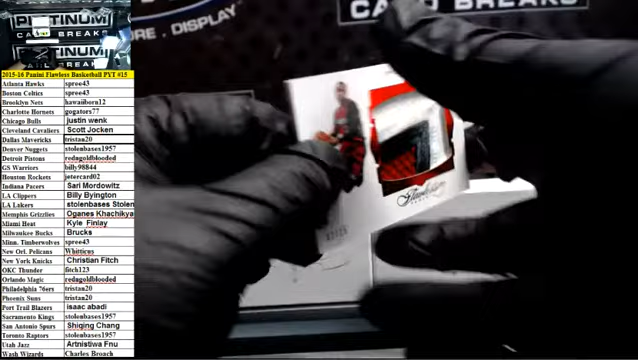 PLATINUM
CARD BREAKS
CARD BREAKS
RE . DISPLAY
2015-16 Panini Flawless Basketball PYT #15
Atlanta Hawks spree43
Boston Celtics spree43
Brooklyn Nets hawaiiborn12
Charlotte Hornets gogators77
Chicago Bulls justin wenk
Cleveland Cavaliers Scott Jocken
Dallas Mavericks tristan20
Denver Nuggets stolenbases1957
Detroit Pistons redngoldblooded
GS Warriors billy98844
Houston Rockets jetercard02
Indiana Pacers Sari Mordowitz
LA Clippers Billy Byington
LA Lakers stolenbases Stolen
Memphis Grizzlies Oganes Khachikya
Miami Heat Kyle Finlay
Milwaukee Bucks Brucks
Minn. Timberwolves spree43
New Orl. Pelicans Whitticus
New York Knicks Christian Fitch
OKC Thunder fitch123
Orlando Magic redngoldblooded
Philadelphia 76ers tristan20
Phoenix Suns tristan20
Port Trail Blazers isaac abadi
Sacramento Kings stolenbases1957
San Antonio Spurs Shiqing Chang
Toronto Raptors stolenbases1957
Utah Jazz Artnistiwa Fnu
Wash Wizards Charles Broach
Flawless